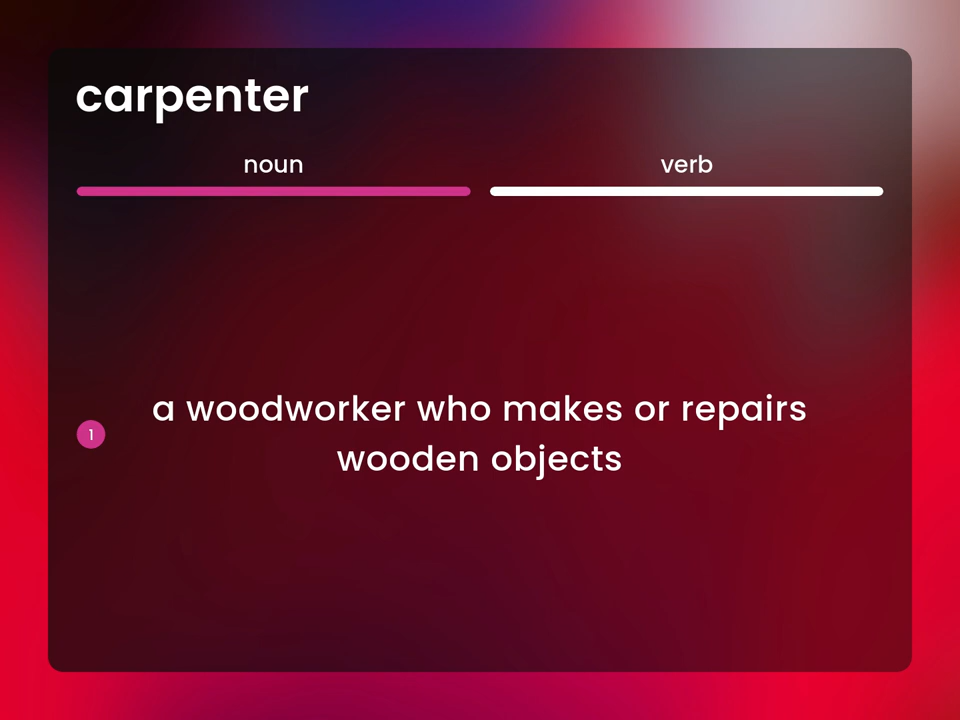 carpenter
noun
verb
1
a woodworker who makes or repairs
wooden objects